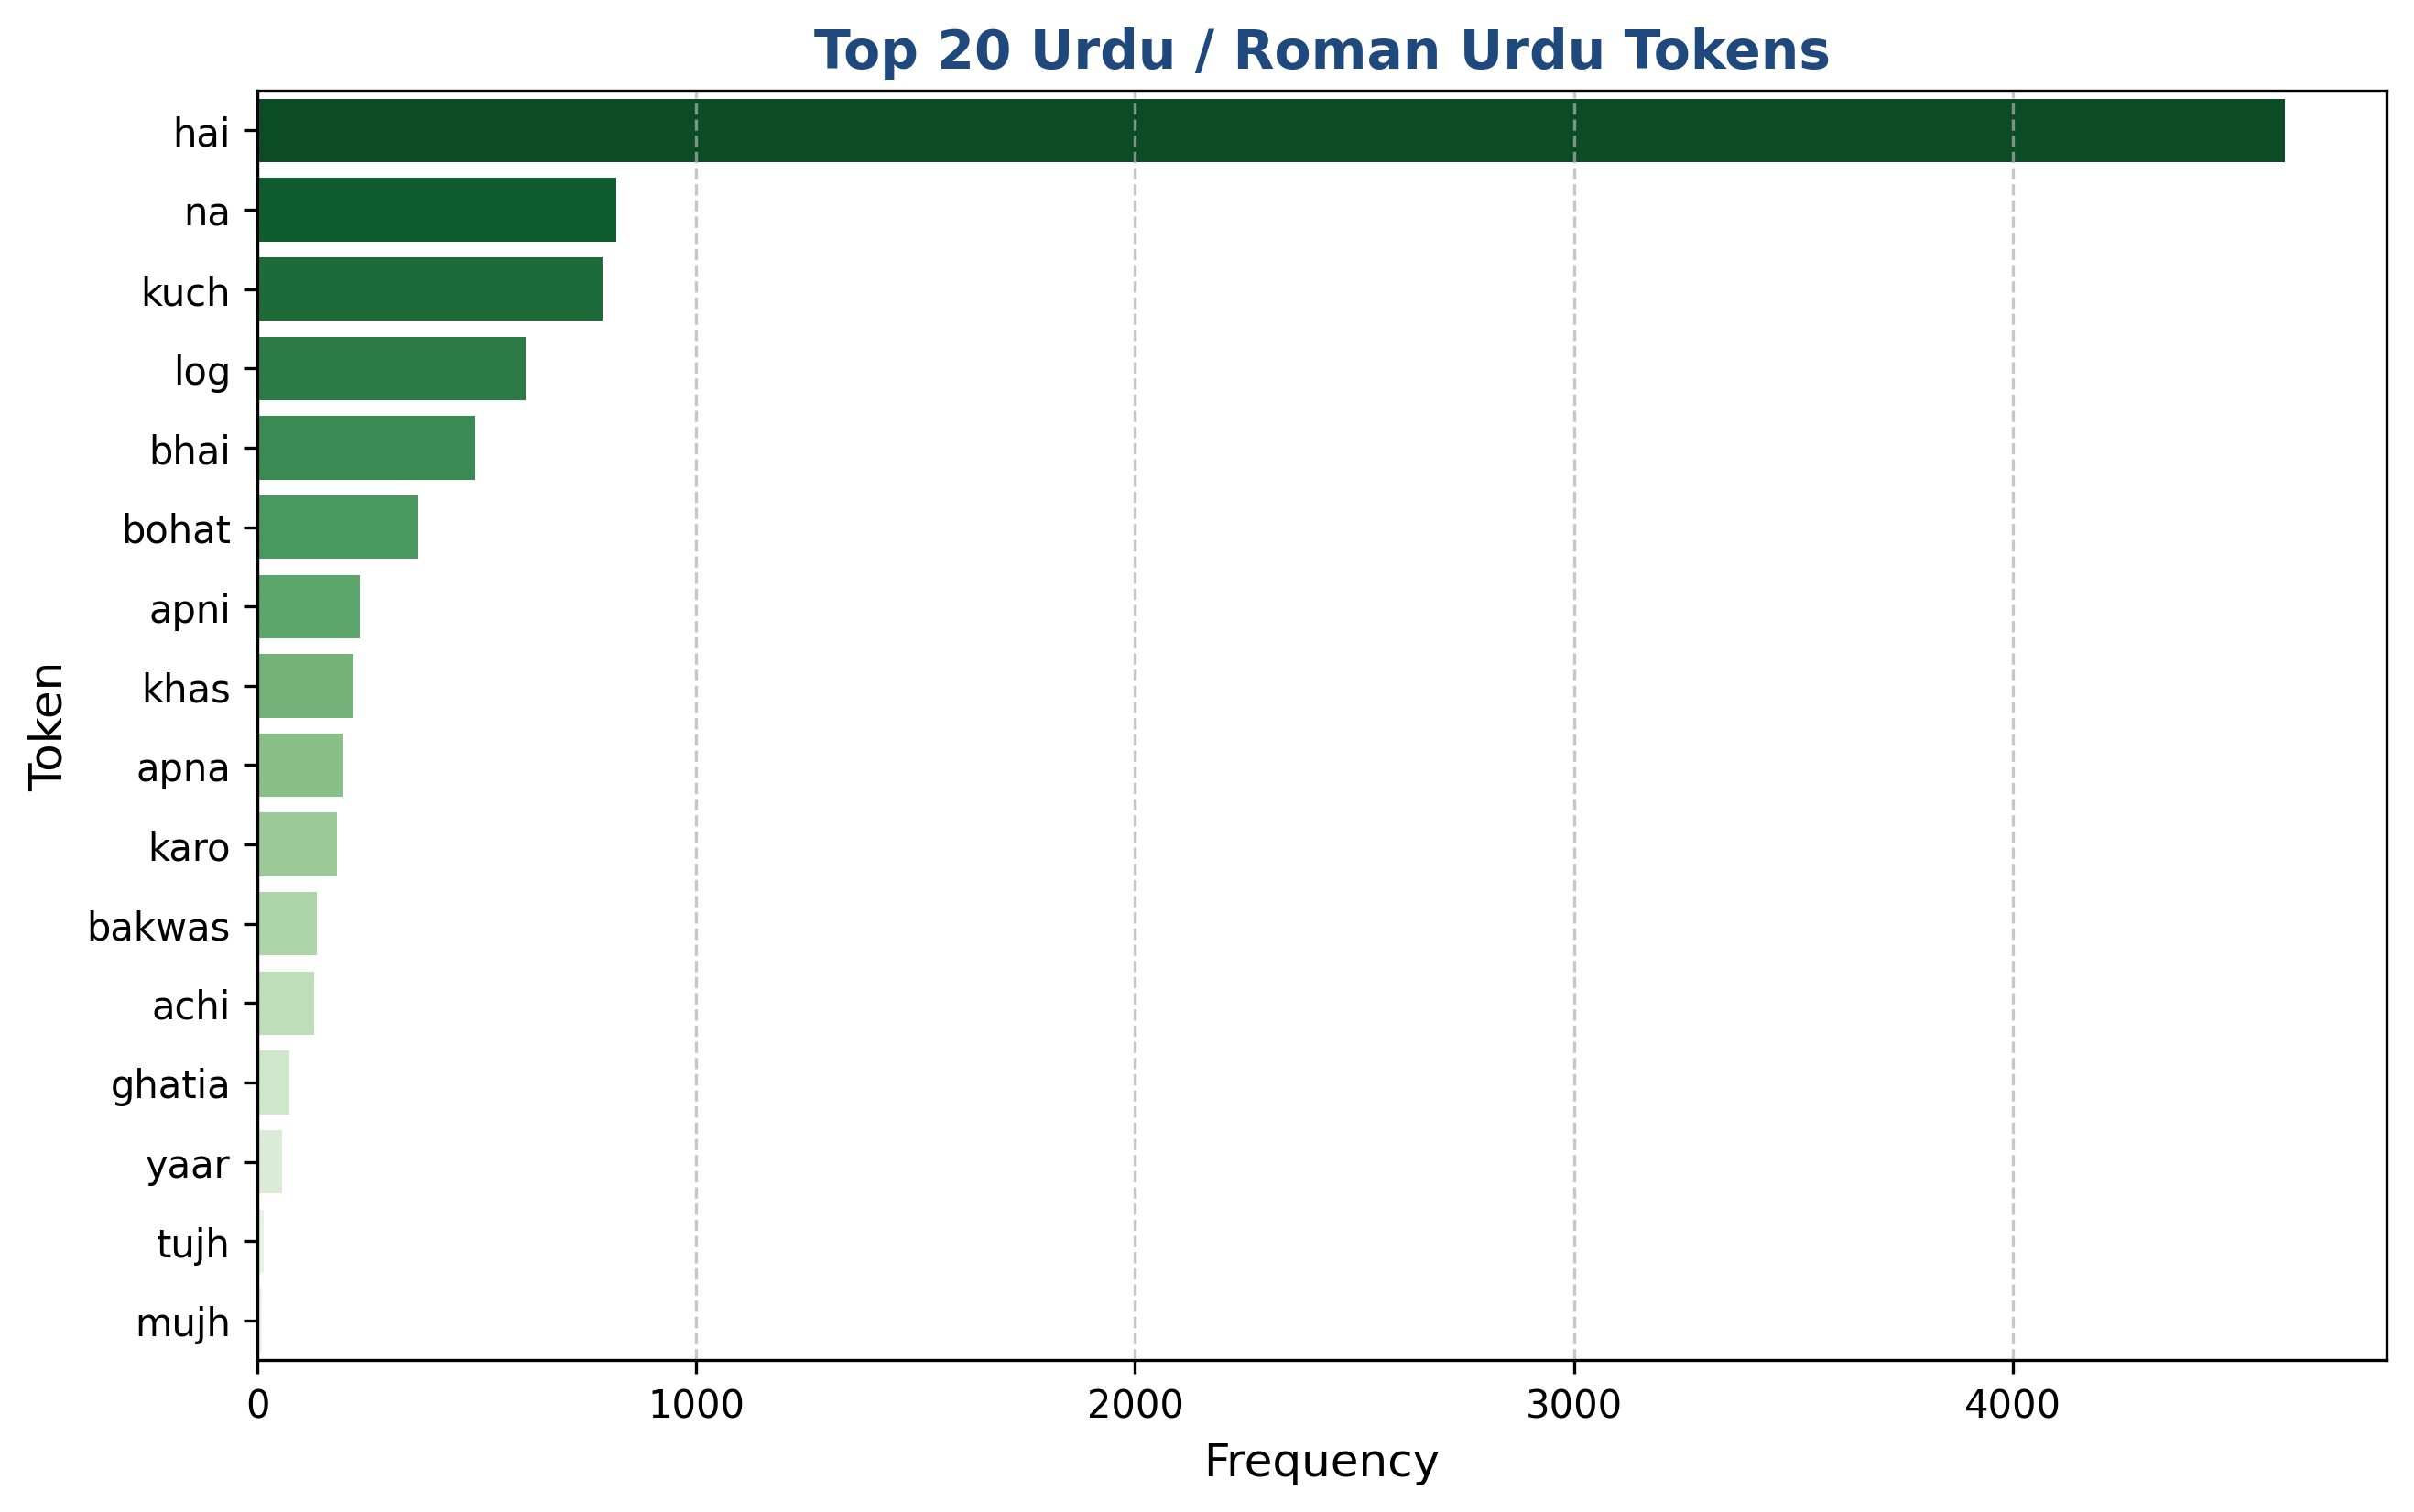 Top 20 Urdu / Roman Urdu Tokens
hai
na
kuch
log
bhai
bohat
apni
khas
apna
karo
bakwas
achi
ghatia
yaar
tujh
mujh
Token
0 1000 2000 3000 4000
Frequency